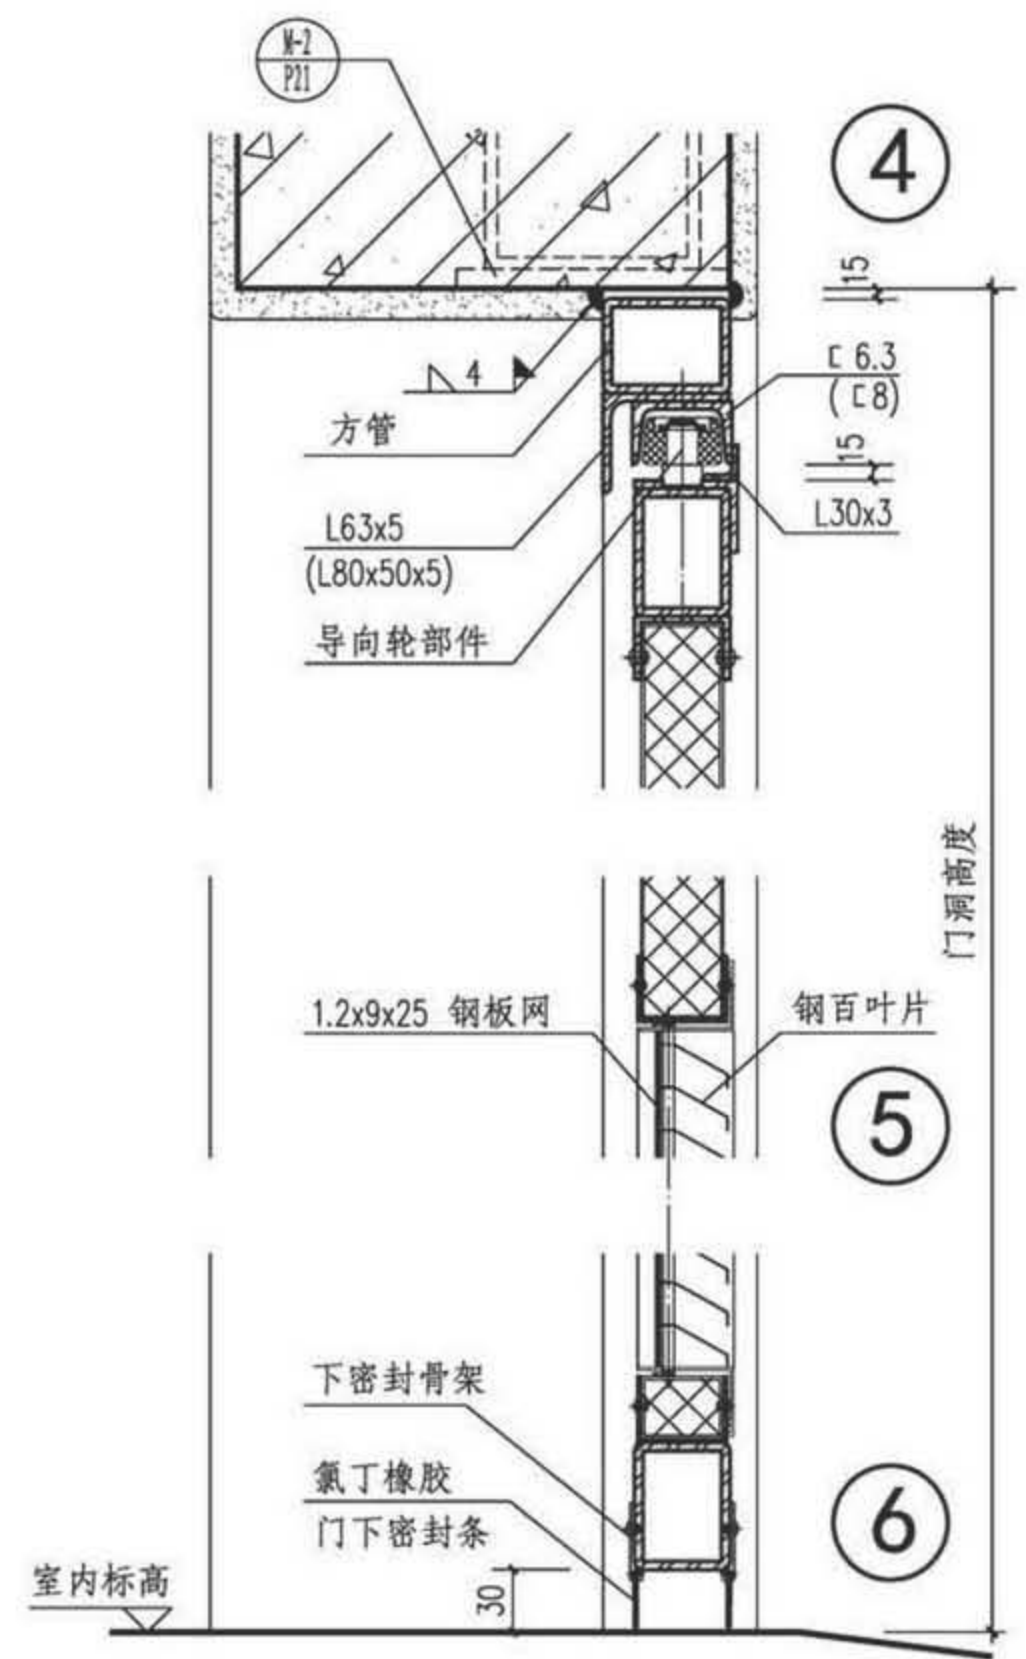 M-2
P21
4
15
4
方管
⊏ 6.3
(⊏8)
15
L30x3
L63x5
(L80x50x5)
导向轮部件
门洞高度
1.2x9x25 钢板网
钢百叶片
5
下密封骨架
氯丁橡胶
门下密封条
6
室内标高
30